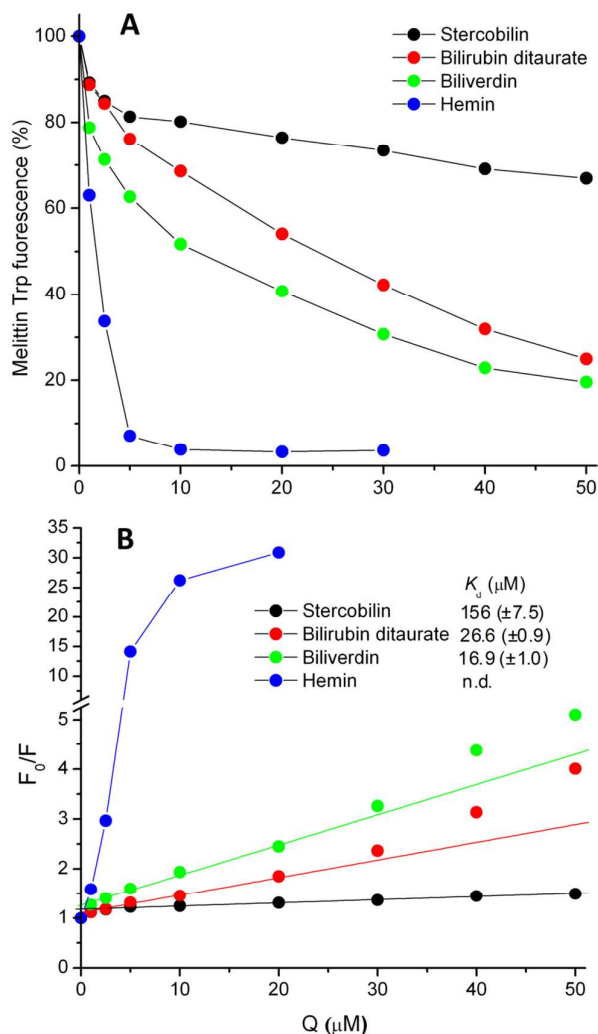 A
Stercobilin
Bilirubin ditaurate
Biliverdin
Hemin
Melittin Trp fuorescence (%)
100
80
60
40
20
0
0 10 20 30 40 50
B
K_d (μM)
Stercobilin 156 (±7.5)
Bilirubin ditaurate 26.6 (±0.9)
Biliverdin 16.9 (±1.0)
Hemin n.d.
F₀/F
35
30
25
20
15
10
5
4
3
2
1
0
0 10 20 30 40 50
Q (μM)